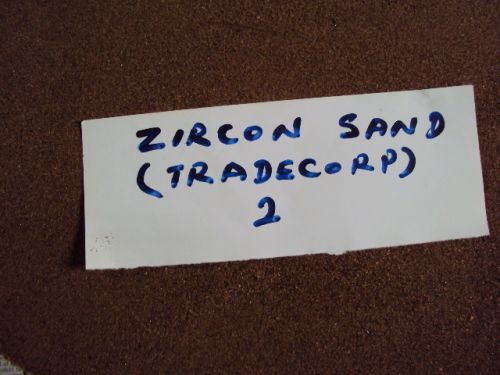 ZIRCON SAND
(TRADECORP)
2